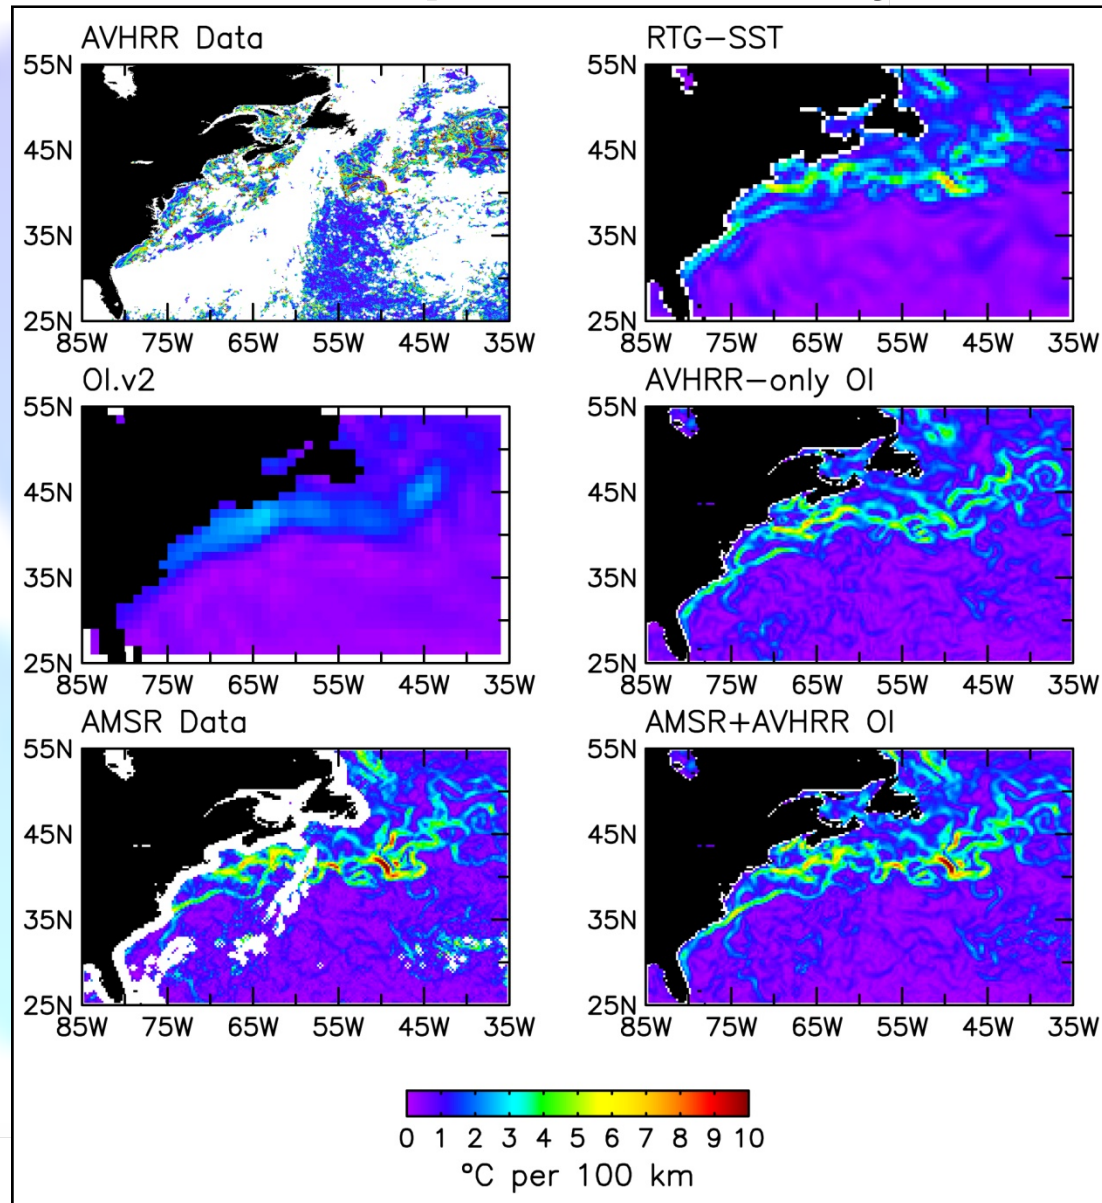 AVHRR Data
RTG-SST
55N
45N
35N
25N
85W 75W 65W 55W 45W 35W
55N
45N
35N
25N
85W 75W 65W 55W 45W 35W
OI.v2
AVHRR-only OI
55N
45N
35N
25N
85W 75W 65W 55W 45W 35W
55N
45N
35N
25N
85W 75W 65W 55W 45W 35W
AMSR Data
AMSR+AVHRR OI
55N
45N
35N
25N
85W 75W 65W 55W 45W 35W
55N
45N
35N
25N
85W 75W 65W 55W 45W 35W
0 1 2 3 4 5 6 7 8 9 10
°C per 100 km